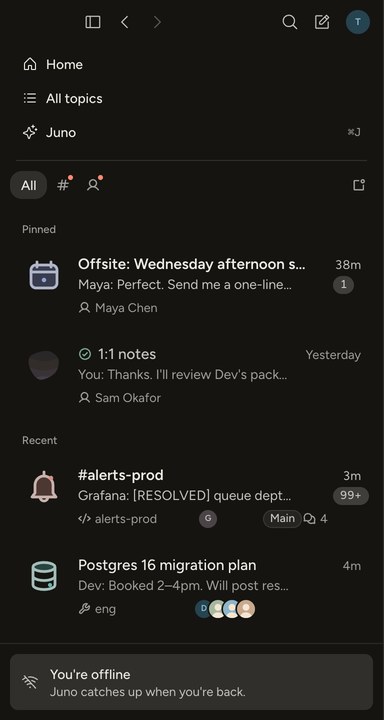 T
Home
All topics
Juno ⌘J
All
Pinned
Offsite: Wednesday afternoon s... 38m
Maya: Perfect. Send me a one-line... 1
Maya Chen
1:1 notes Yesterday
You: Thanks. I'll review Dev's pack...
Sam Okafor
Recent
#alerts-prod 3m
Grafana: [RESOLVED] queue dept... 99+
alerts-prod G Main 4
Postgres 16 migration plan 4m
Dev: Booked 2–4pm. Will post res...
eng D
You're offline
Juno catches up when you're back.